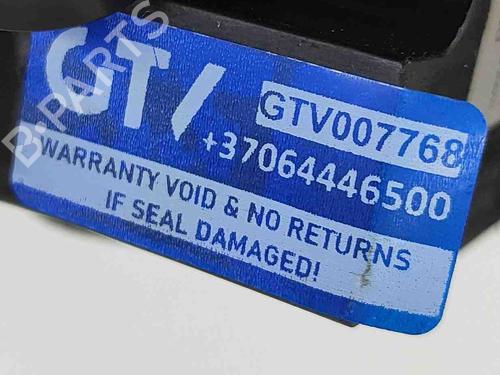 GTV
GTV007768
+37064446500
WARRANTY VOID & NO RETURNS
IF SEAL DAMAGED!
B-PARTS